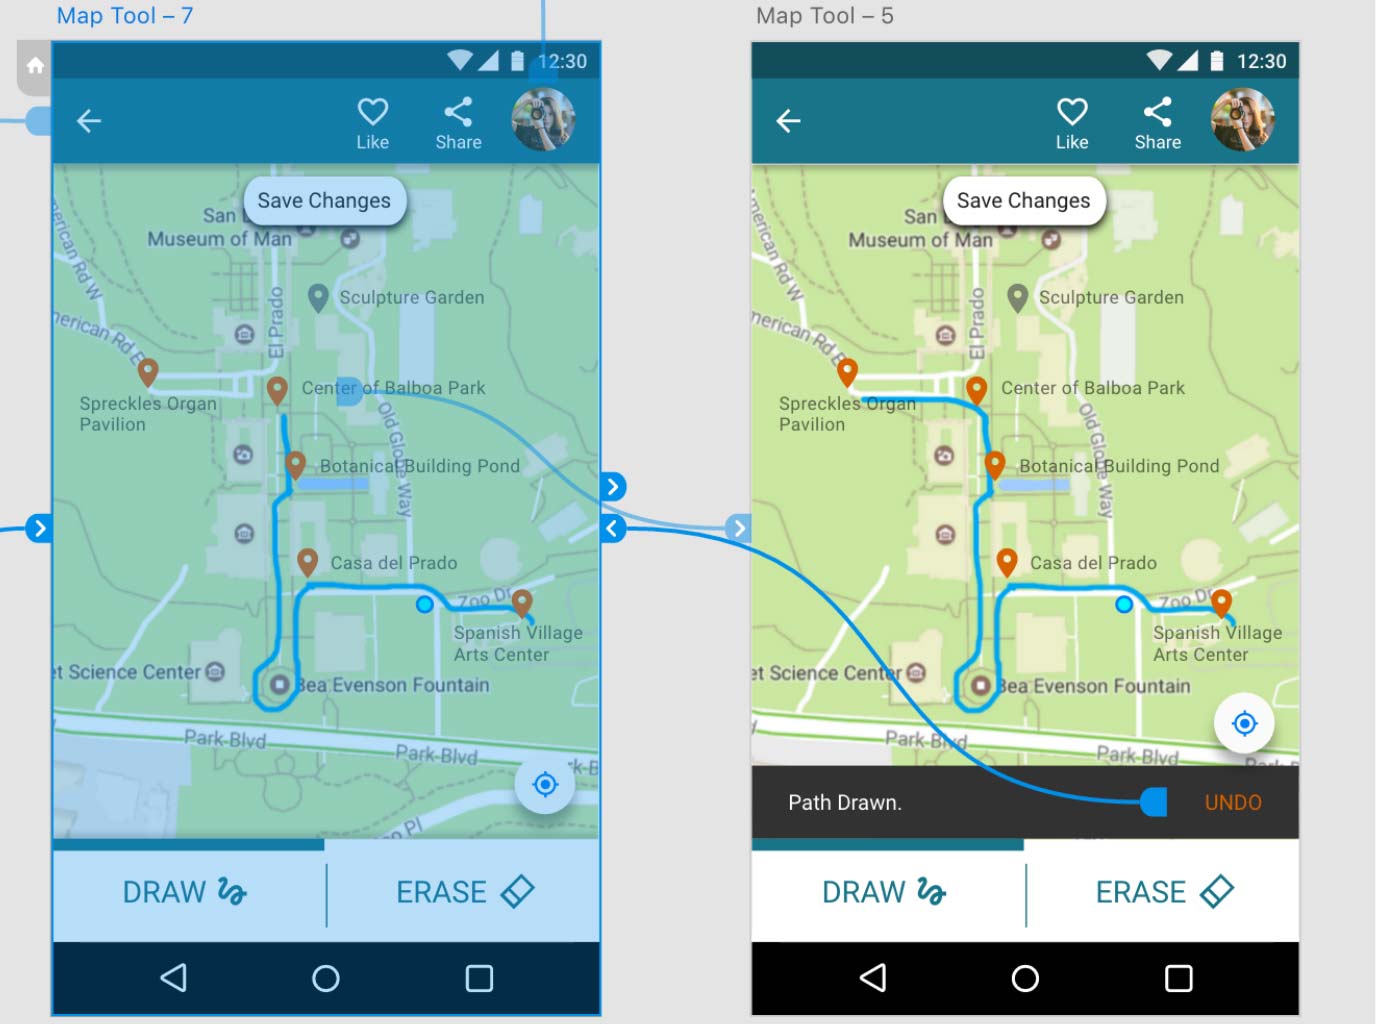 Map Tool – 7
12:30
Like
Share
Save Changes
San D
Museum of Man
merican Rd W
Sculpture Garden
El Prado
nerican Rd E
Center of Balboa Park
Spreckles Organ
Pavilion
Old Globe Way
Botanical Building Pond
Casa del Prado
Zoo Dr
Spanish Village
Arts Center
et Science Center
Bea Evenson Fountain
Park Blvd
Park Blvd
rk B
Pl
DRAW
ERASE
Map Tool – 5
12:30
Like
Share
Save Changes
San
Museum of Man
merican Rd W
Sculpture Garden
El Prado
nerican Rd E
Center of Balboa Park
Spreckles Organ
Pavilion
Old Globe Way
Botanical Building Pond
Casa del Prado
Zoo Dr
Spanish Village
Arts Center
et Science Center
Bea Evenson Fountain
Park Blvd
Park Blvd
Path Drawn.
UNDO
DRAW
ERASE